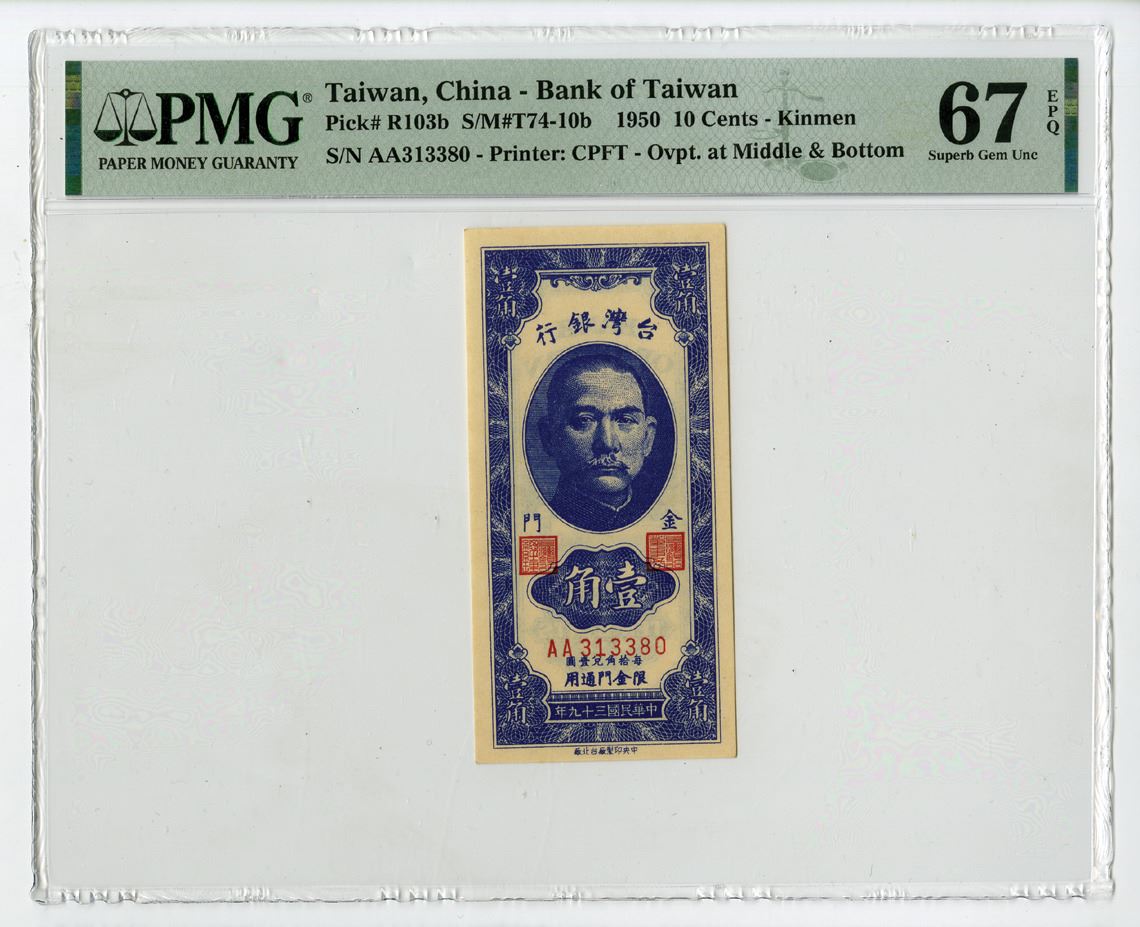 PMG®
PAPER MONEY GUARANTY
Taiwan, China - Bank of Taiwan
Pick# R103b S/M#T74-10b 1950 10 Cents - Kinmen
S/N AA313380 - Printer: CPFT - Ovpt. at Middle & Bottom
67 EPQ
Superb Gem Unc
壹角 壹角
行銀灣台
門 金
角壹
AA313380
圓壹兌角拾每
用通門金限
壹角 壹角
年九十三國民華中
廠北台廠製印央中